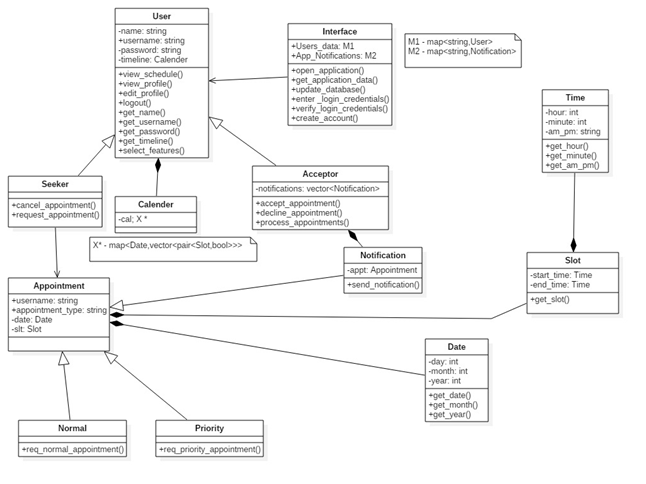 User
-name: string
+username: string
-password: string
-timeline: Calender
+view_schedule()
+view_profile()
+edit_profile()
+logout()
+get_name()
+get_username()
+get_password()
+get_timeline()
+select_features()
Interface
+Users_data: M1
+App_Notifications: M2
+open_application()
+get_application_data()
+update_database()
+enter _login_credentials()
+verify_login_credentials()
+create_account()
M1 - map<string,User>
M2 - map<string,Notification>
Time
-hour: int
-minute: int
-am_pm: string
+get_hour()
+get_minute()
+get_am_pm()
Seeker
+cancel_appointment()
+request_appointment()
Calender
-cal; X *
X* - map<Date,vector<pair<Slot,bool>>>
Acceptor
-notifications: vector<Notification>
+accept_appointment()
+decline_appointment()
+process_appointments()
Notification
-appt: Appointment
+send_notification()
Slot
-start_time: Time
-end_time: Time
+get_slot()
Appointment
+username: string
+appointment_type: string
-date: Date
-slt: Slot
Date
-day: int
-month: int
-year: int
+get_date()
+get_month()
+get_year()
Normal
+req_normal_appointment()
Priority
+req_priority_appointment()